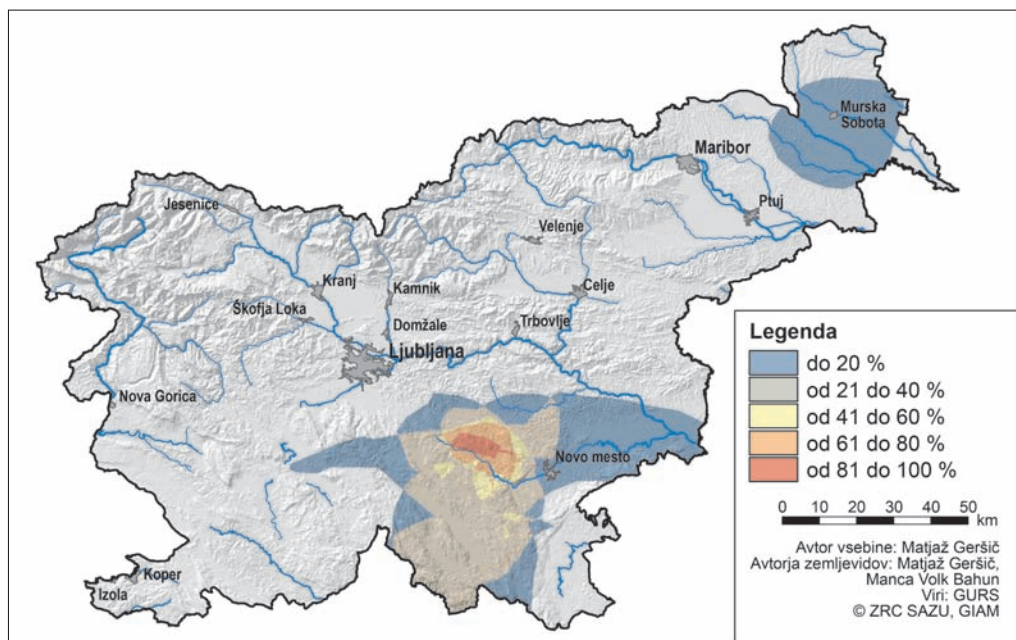 Murska
Sobota
Maribor
Ptuj
Jesenice
Velenje
Kranj
Kamnik
Celje
Škofja Loka
Domžale
Trbovlje
Ljubljana
Nova Gorica
Novo mesto
Koper
Izola
Legenda
do 20 %
od 21 do 40 %
od 41 do 60 %
od 61 do 80 %
od 81 do 100 %
0 10 20 30 40 50
km
Avtor vsebine: Matjaž Geršič
Avtorja zemljevidov: Matjaž Geršič,
Manca Volk Bahun
Viri: GURS
© ZRC SAZU, GIAM